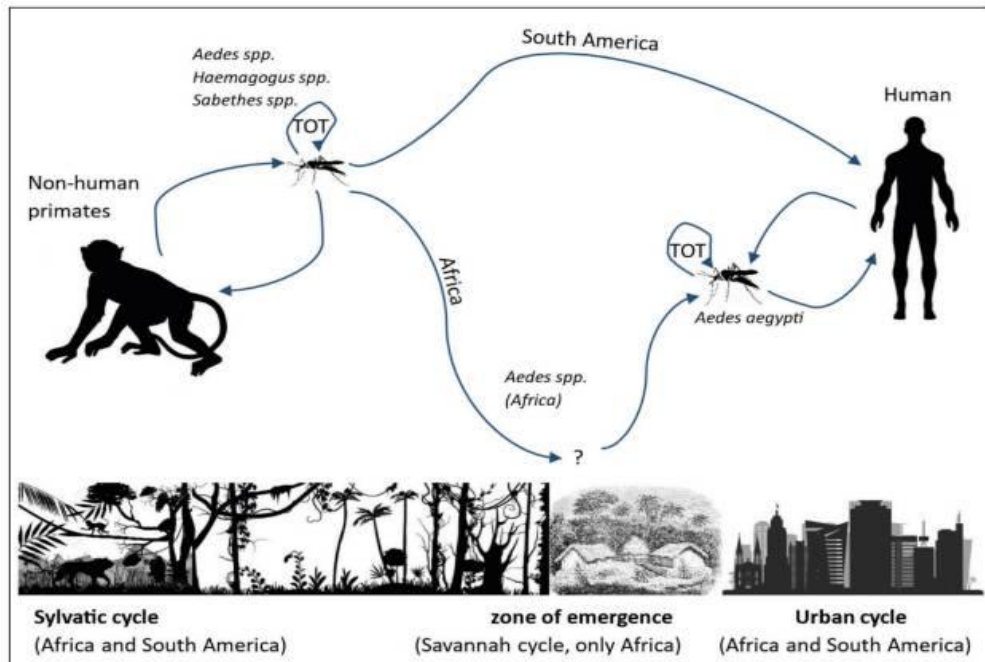 Aedes spp.
Haemagogus spp.
Sabethes spp.
TOT
South America
Human
Non-human
primates
Africa
TOT
Aedes aegypti
Aedes spp.
(Africa)
?
Sylvatic cycle
(Africa and South America)
zone of emergence
(Savannah cycle, only Africa)
Urban cycle
(Africa and South America)